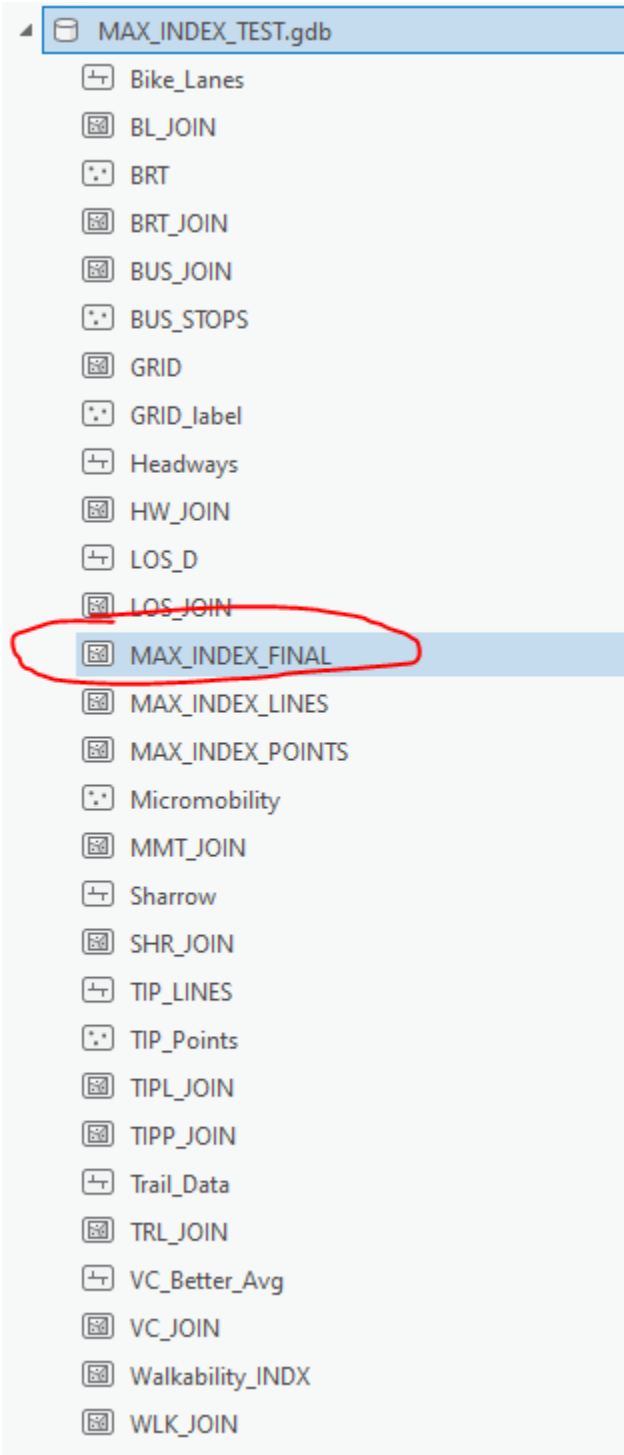 MAX_INDEX_TEST.gdb
Bike_Lanes
BL_JOIN
BRT
BRT_JOIN
BUS_JOIN
BUS_STOPS
GRID
GRID_label
Headways
HW_JOIN
LOS_D
LOS_JOIN
MAX_INDEX_FINAL
MAX_INDEX_LINES
MAX_INDEX_POINTS
Micromobility
MMT_JOIN
Sharrow
SHR_JOIN
TIP_LINES
TIP_Points
TIPL_JOIN
TIPP_JOIN
Trail_Data
TRL_JOIN
VC_Better_Avg
VC_JOIN
Walkability_INDX
WLK_JOIN